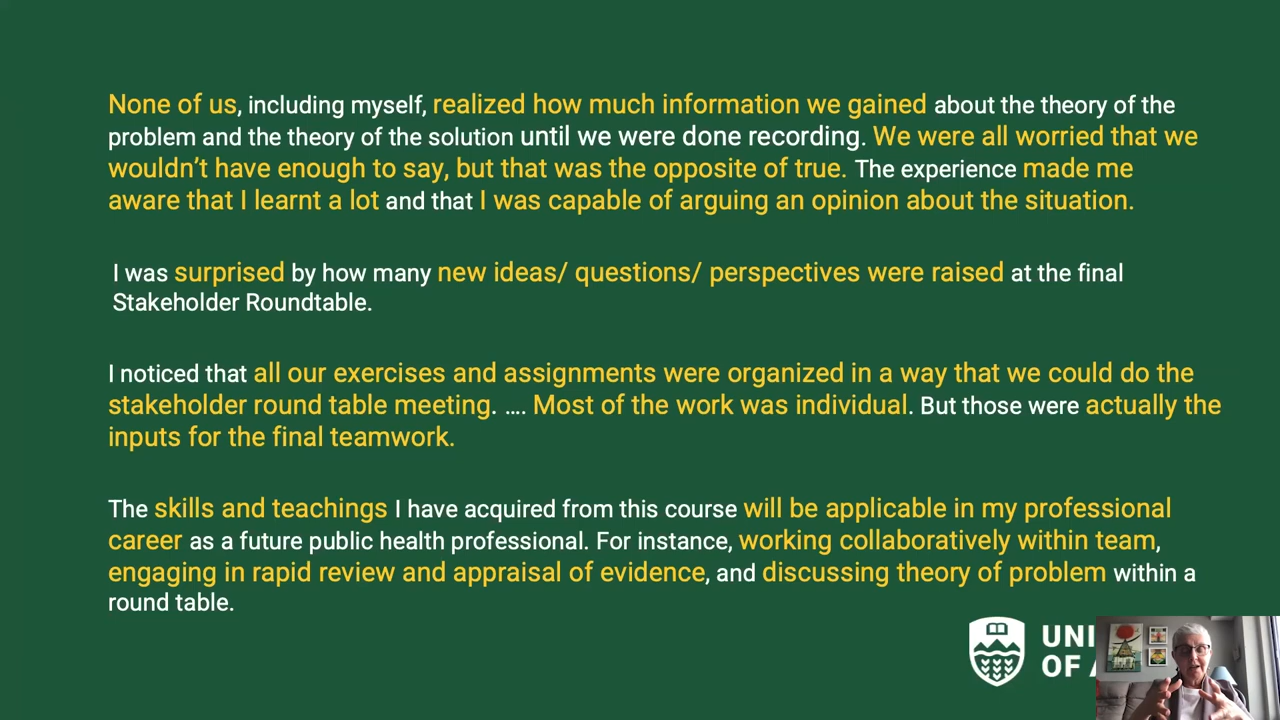 None of us, including myself, realized how much information we gained about the theory of the
problem and the theory of the solution until we were done recording. We were all worried that we
wouldn’t have enough to say, but that was the opposite of true. The experience made me
aware that I learnt a lot and that I was capable of arguing an opinion about the situation.
I was surprised by how many new ideas/ questions/ perspectives were raised at the final
Stakeholder Roundtable.
I noticed that all our exercises and assignments were organized in a way that we could do the
stakeholder round table meeting. .... Most of the work was individual. But those were actually the
inputs for the final teamwork.
The skills and teachings I have acquired from this course will be applicable in my professional
career as a future public health professional. For instance, working collaboratively within team,
engaging in rapid review and appraisal of evidence, and discussing theory of problem within a
round table.
UNI
OF A